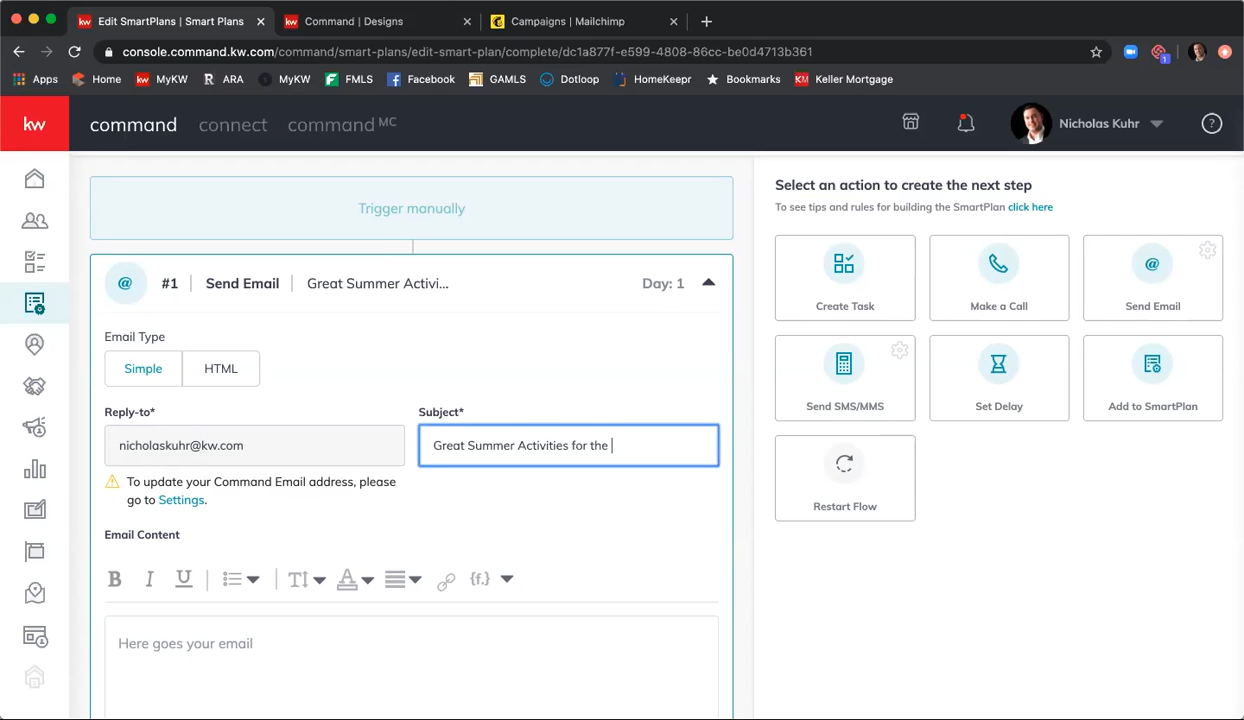 kw Edit SmartPlans | Smart Plans
kw Command | Designs
Campaigns | Mailchimp
console.command.kw.com/command/smart-plans/edit-smart-plan/complete/dc1a877f-e599-4808-86cc-be0d4713b361
1
Apps
Home
kw MyKW
R ARA
MyKW
FMLS
Facebook
GAMLS
Dotloop
HomeKeepr
Bookmarks
KM Keller Mortgage
kw
command connect command MC
Nicholas Kuhr
?
Trigger manually
@ #1 Send Email Great Summer Activi... Day: 1
Email Type
Simple HTML
Reply-to*
nicholaskuhr@kw.com
Subject*
Great Summer Activities for the
To update your Command Email address, please
go to Settings.
Email Content
B I U T A {f.}
Here goes your email
Select an action to create the next step
To see tips and rules for building the SmartPlan click here
Create Task
Make a Call
@
Send Email
Send SMS/MMS
Set Delay
Add to SmartPlan
Restart Flow